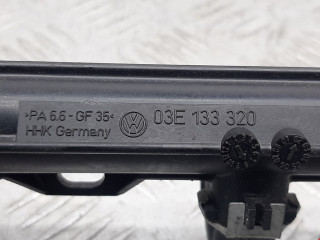 >PA 6.6-GF 35<
HHK Germany
03E 133 320